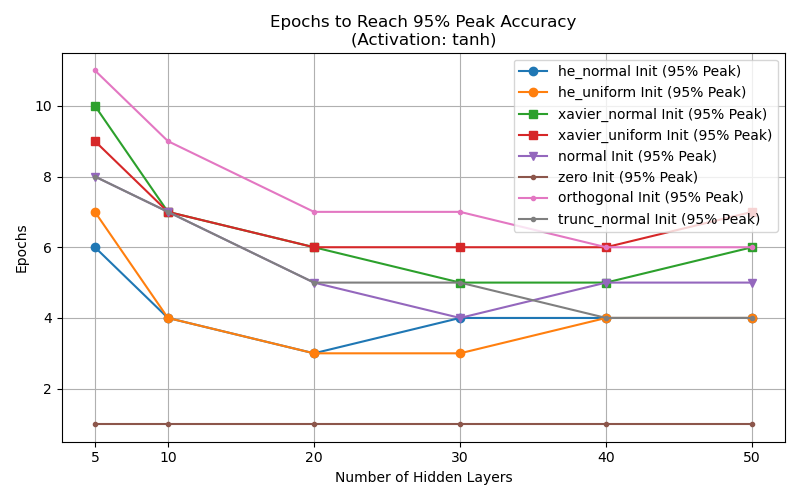 Epochs to Reach 95% Peak Accuracy
(Activation: tanh)
he_normal Init (95% Peak)
he_uniform Init (95% Peak)
xavier_normal Init (95% Peak)
xavier_uniform Init (95% Peak)
normal Init (95% Peak)
zero Init (95% Peak)
orthogonal Init (95% Peak)
trunc_normal Init (95% Peak)
Epochs
10
8
6
4
2
5 10 20 30 40 50
Number of Hidden Layers